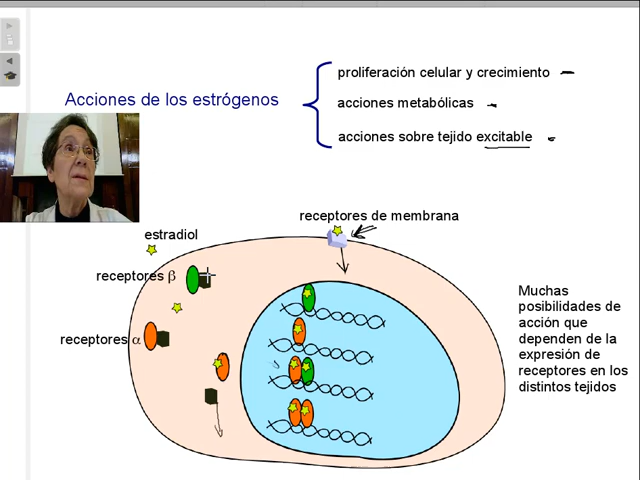 proliferación celular y crecimiento
Acciones de los estrógenos
acciones metabólicas
acciones sobre tejido excitable
receptores de membrana
estradiol
receptores β
receptores α
Muchas
posibilidades de
acción que
dependen de la
expresión de
receptores en los
distintos tejidos